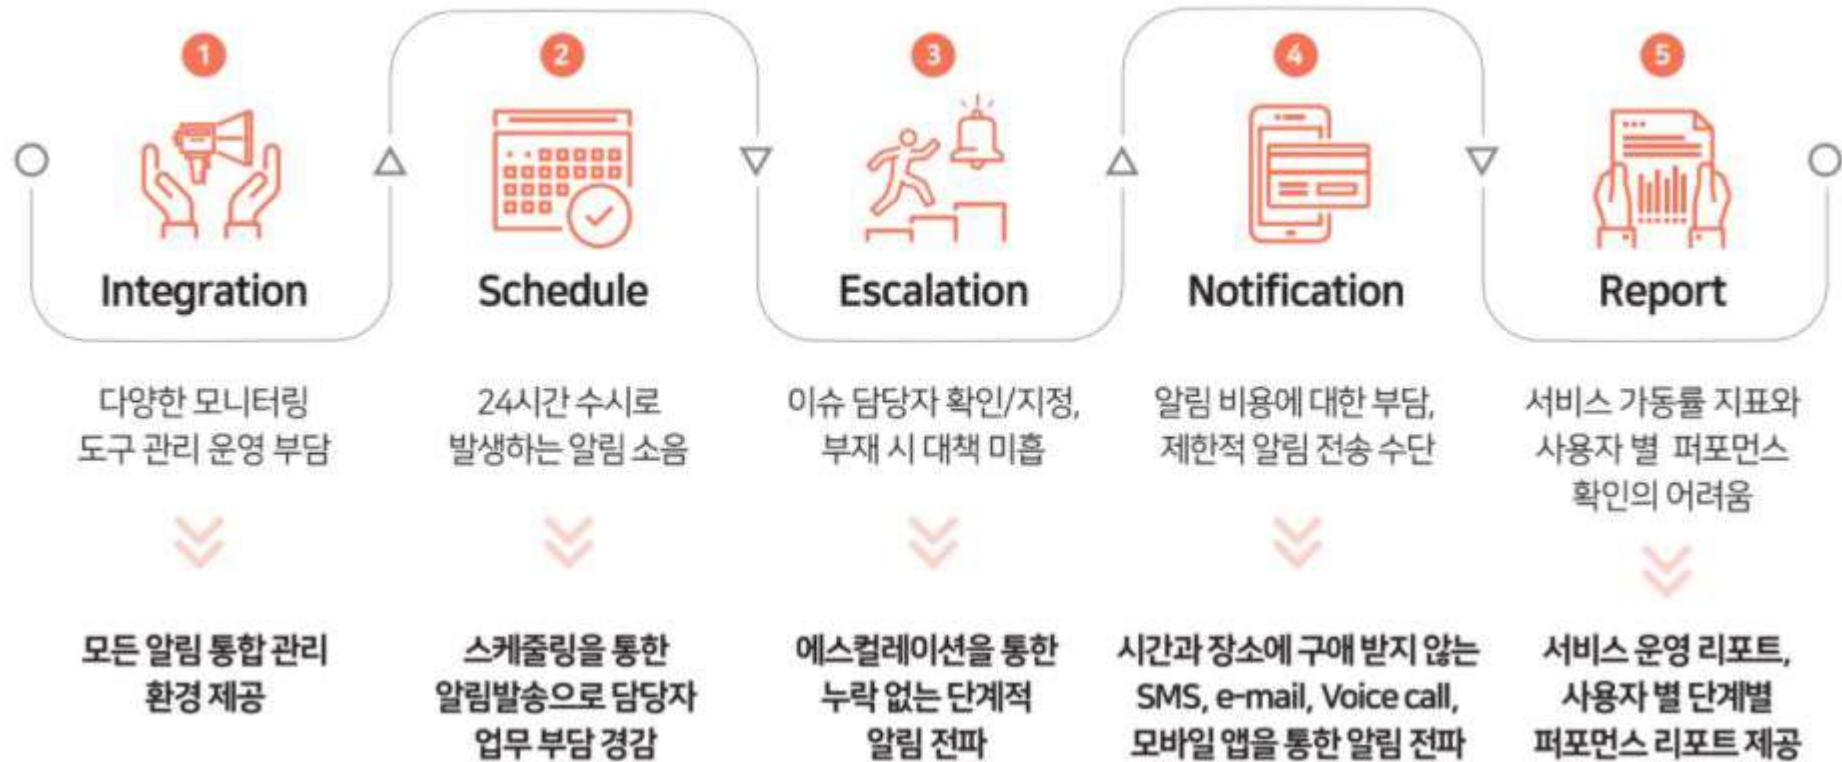 1
Integration
다양한 모니터링
도구 관리 운영 부담
모든 알림 통합 관리
환경 제공
2
Schedule
24시간 수시로
발생하는 알림 소음
스케줄링을 통한
알림발송으로 담당자
업무 부담 경감
3
Escalation
이슈 담당자 확인/지정,
부재 시 대책 미흡
에스컬레이션을 통한
누락 없는 단계적
알림 전파
4
Notification
알림 비용에 대한 부담,
제한적 알림 전송 수단
시간과 장소에 구애 받지 않는
SMS, e-mail, Voice call,
모바일 앱을 통한 알림 전파
5
Report
서비스 가동률 지표와
사용자 별 퍼포먼스
확인의 어려움
서비스 운영 리포트,
사용자 별 단계별
퍼포먼스 리포트 제공